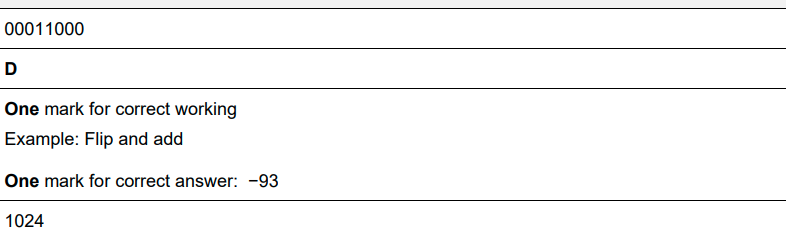 00011000
D
One mark for correct working
Example: Flip and add
One mark for correct answer:  −93
1024